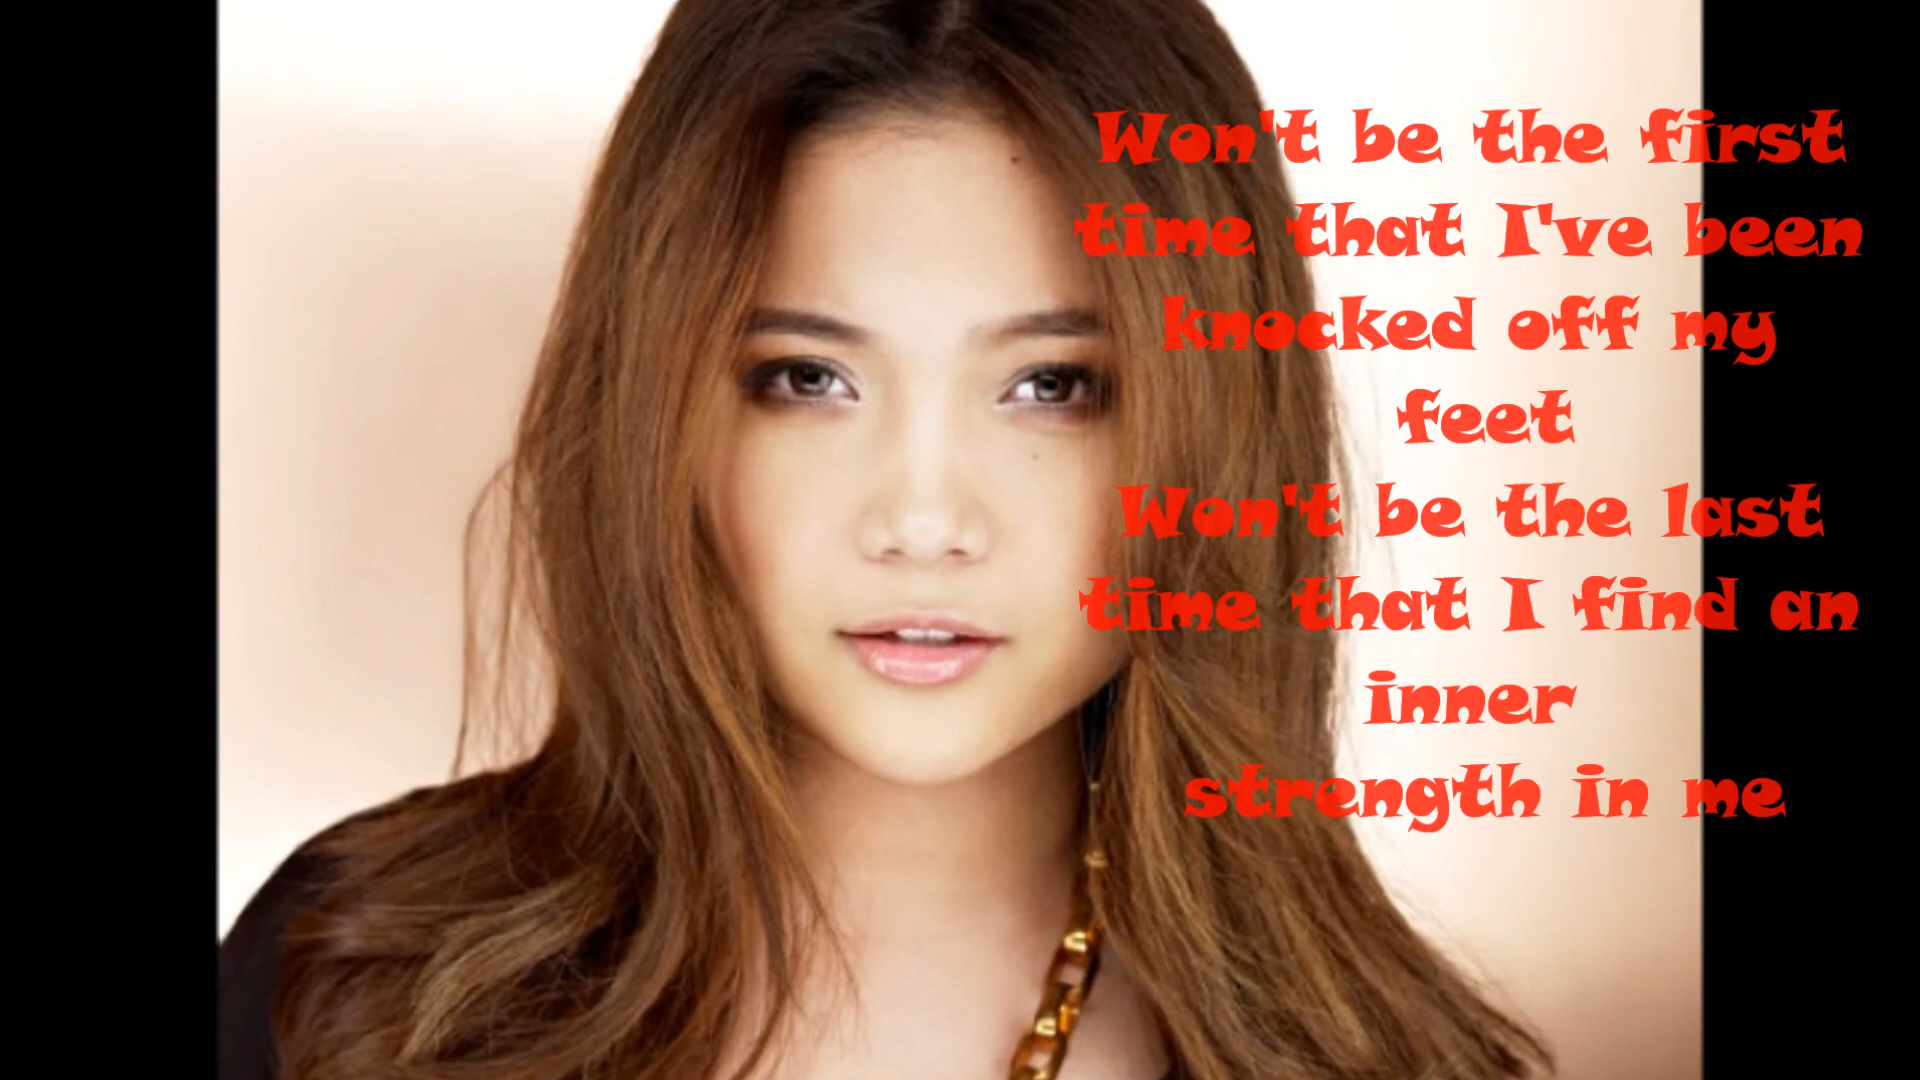 Won't be the first
time that I've been
knocked off my
feet
Won't be the last
time that I find an
inner
strength in me